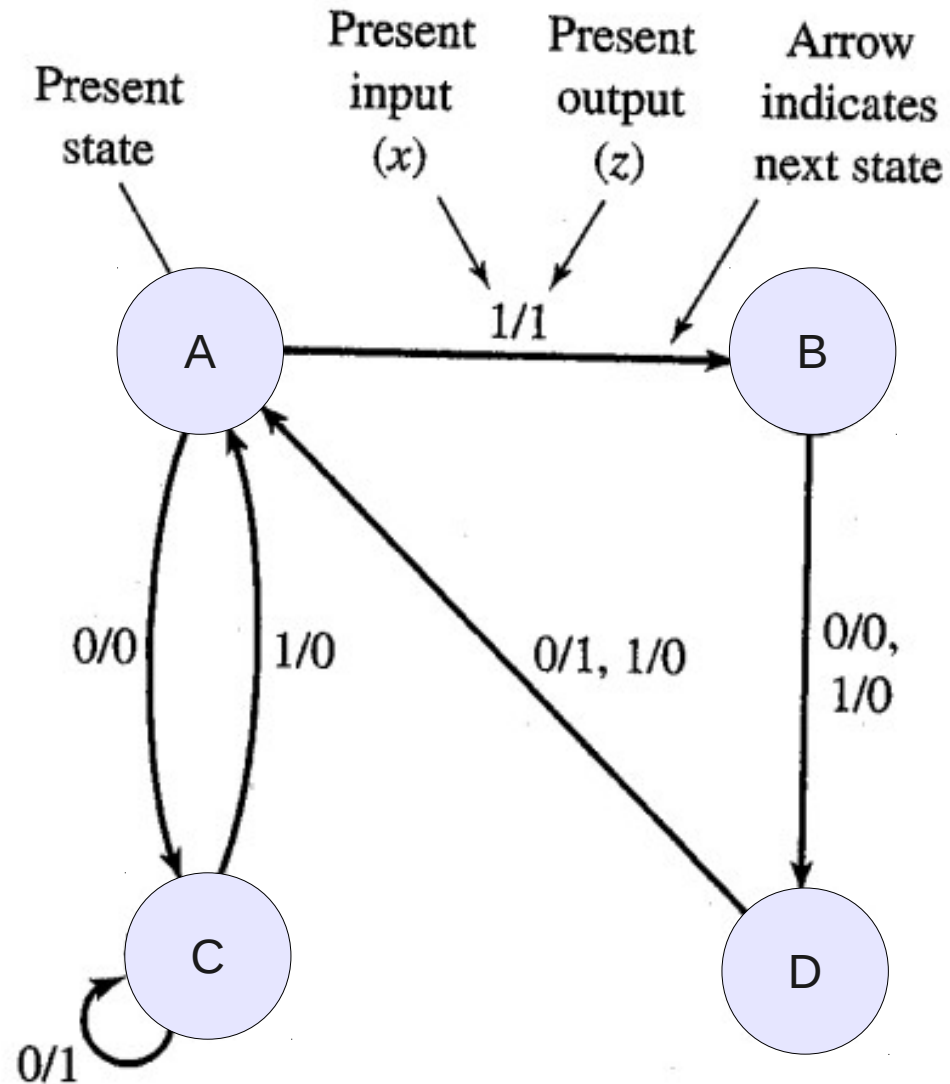 Present
state
Present
input
(x)
Present
output
(z)
Arrow
indicates
next state
1/1
A
B
0/0
1/0
0/1, 1/0
0/0,
1/0
C
D
0/1